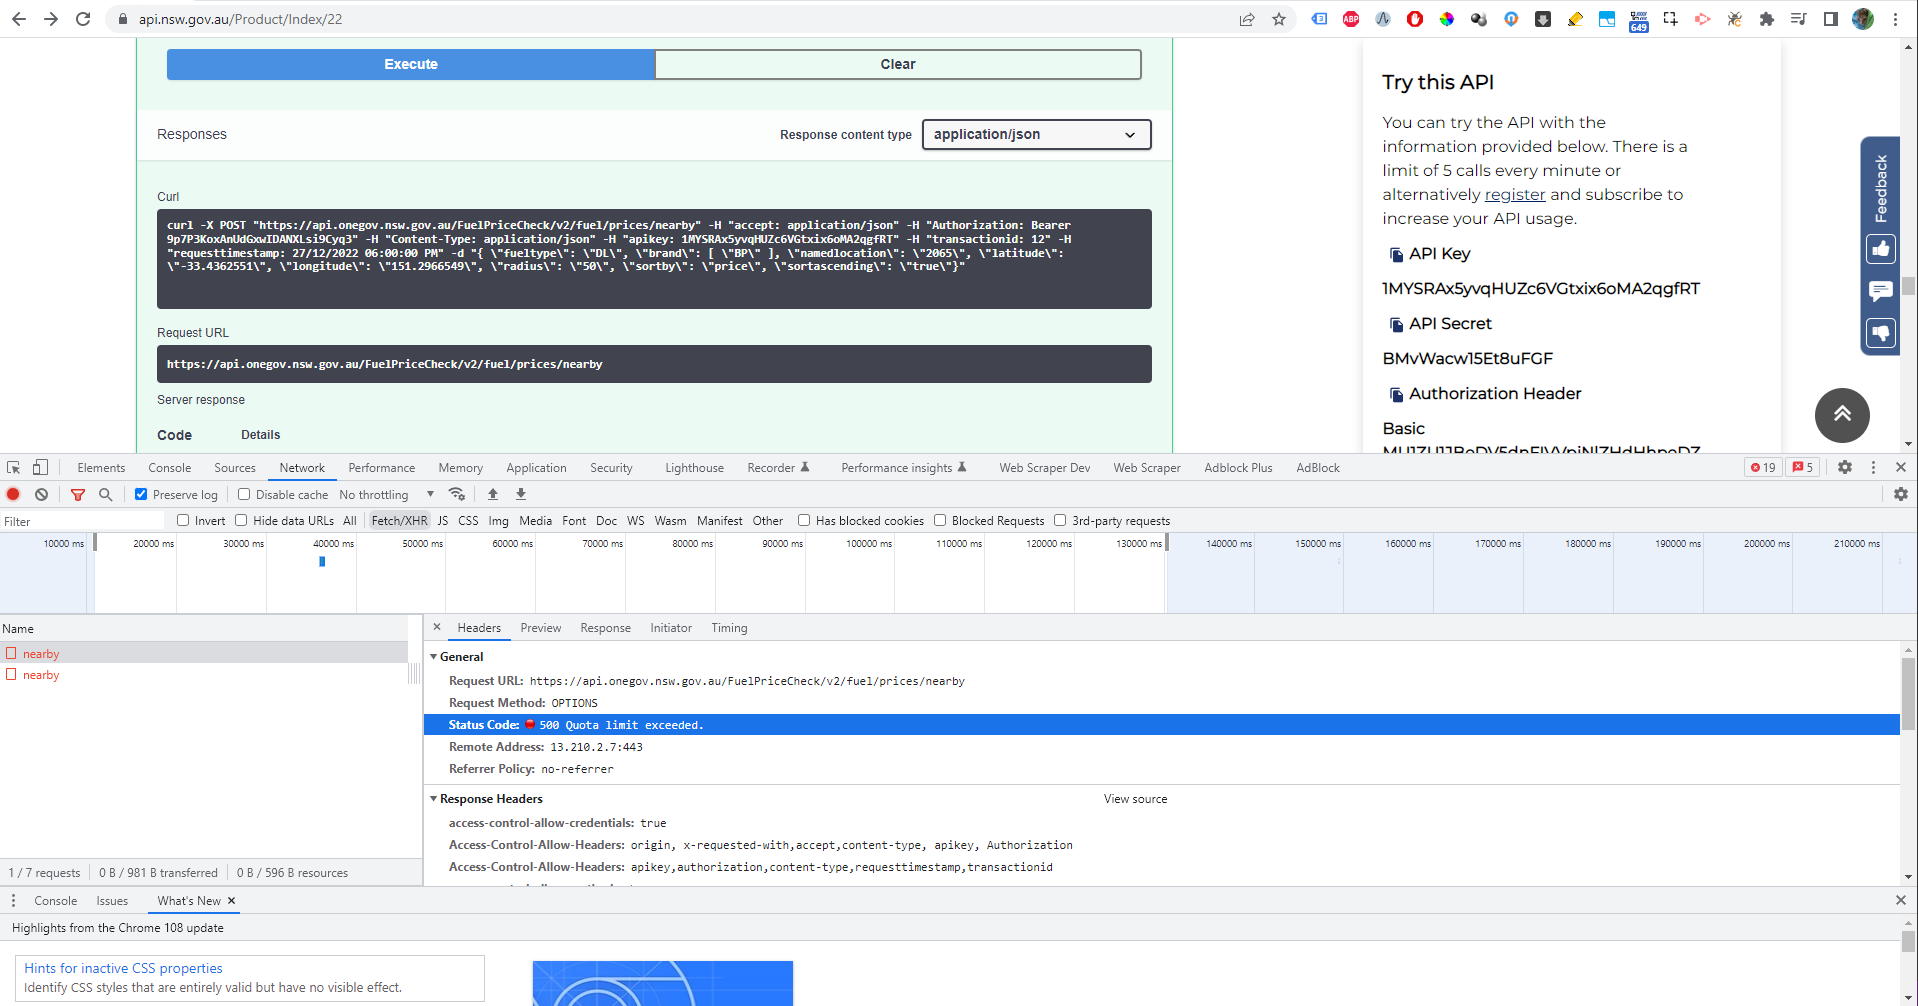 api.nsw.gov.au/Product/Index/22
649
Execute
Clear
Responses
Response content type
application/json
Curl
curl -X POST "https://api.onegov.nsw.gov.au/FuelPriceCheck/v2/fuel/prices/nearby" -H "accept: application/json" -H "Authorization: Bearer
9p7P3KoxAnUdGxwIDANXLsi9Cyq3" -H "Content-Type: application/json" -H "apikey: 1MYSRAx5yvqHUZc6VGtxix6oMA2qgfRT" -H "transactionid: 12" -H
"requesttimestamp: 27/12/2022 06:00:00 PM" -d "{ \"fueltype\": \"DL\", \"brand\": [ \"BP\" ], \"namedlocation\": \"2065\", \"latitude\":
\"-33.4362551\", \"longitude\": \"151.2966549\", \"radius\": \"50\", \"sortby\": \"price\", \"sortascending\": \"true\"}"
Request URL
https://api.onegov.nsw.gov.au/FuelPriceCheck/v2/fuel/prices/nearby
Server response
Code
Details
Try this API
You can try the API with the
information provided below. There is a
limit of 5 calls every minute or
alternatively register and subscribe to
increase your API usage.
API Key
1MYSRAx5yvqHUZc6VGtxix6oMA2qgfRT
API Secret
BMvWacw15Et8uFGF
Authorization Header
Basic
Feedback
Elements Console Sources Network Performance Memory Application Security Lighthouse Recorder Performance insights Web Scraper Dev Web Scraper Adblock Plus AdBlock
19
5
Preserve log
Disable cache
No throttling
Filter
Invert
Hide data URLs
All Fetch/XHR JS CSS Img Media Font Doc WS Wasm Manifest Other
Has blocked cookies
Blocked Requests
3rd-party requests
10000 ms 20000 ms 30000 ms 40000 ms 50000 ms 60000 ms 70000 ms 80000 ms 90000 ms 100000 ms 110000 ms 120000 ms 130000 ms 140000 ms 150000 ms 160000 ms 170000 ms 180000 ms 190000 ms 200000 ms 210000 ms
Name
nearby
nearby
Headers Preview Response Initiator Timing
General
Request URL: https://api.onegov.nsw.gov.au/FuelPriceCheck/v2/fuel/prices/nearby
Request Method: OPTIONS
Status Code: 500 Quota limit exceeded.
Remote Address: 13.210.2.7:443
Referrer Policy: no-referrer
Response Headers
View source
access-control-allow-credentials: true
Access-Control-Allow-Headers: origin, x-requested-with,accept,content-type, apikey, Authorization
Access-Control-Allow-Headers: apikey,authorization,content-type,requesttimestamp,transactionid
1 / 7 requests
0 B / 981 B transferred
0 B / 596 B resources
Console
Issues
What's New
Highlights from the Chrome 108 update
Hints for inactive CSS properties
Identify CSS styles that are entirely valid but have no visible effect.